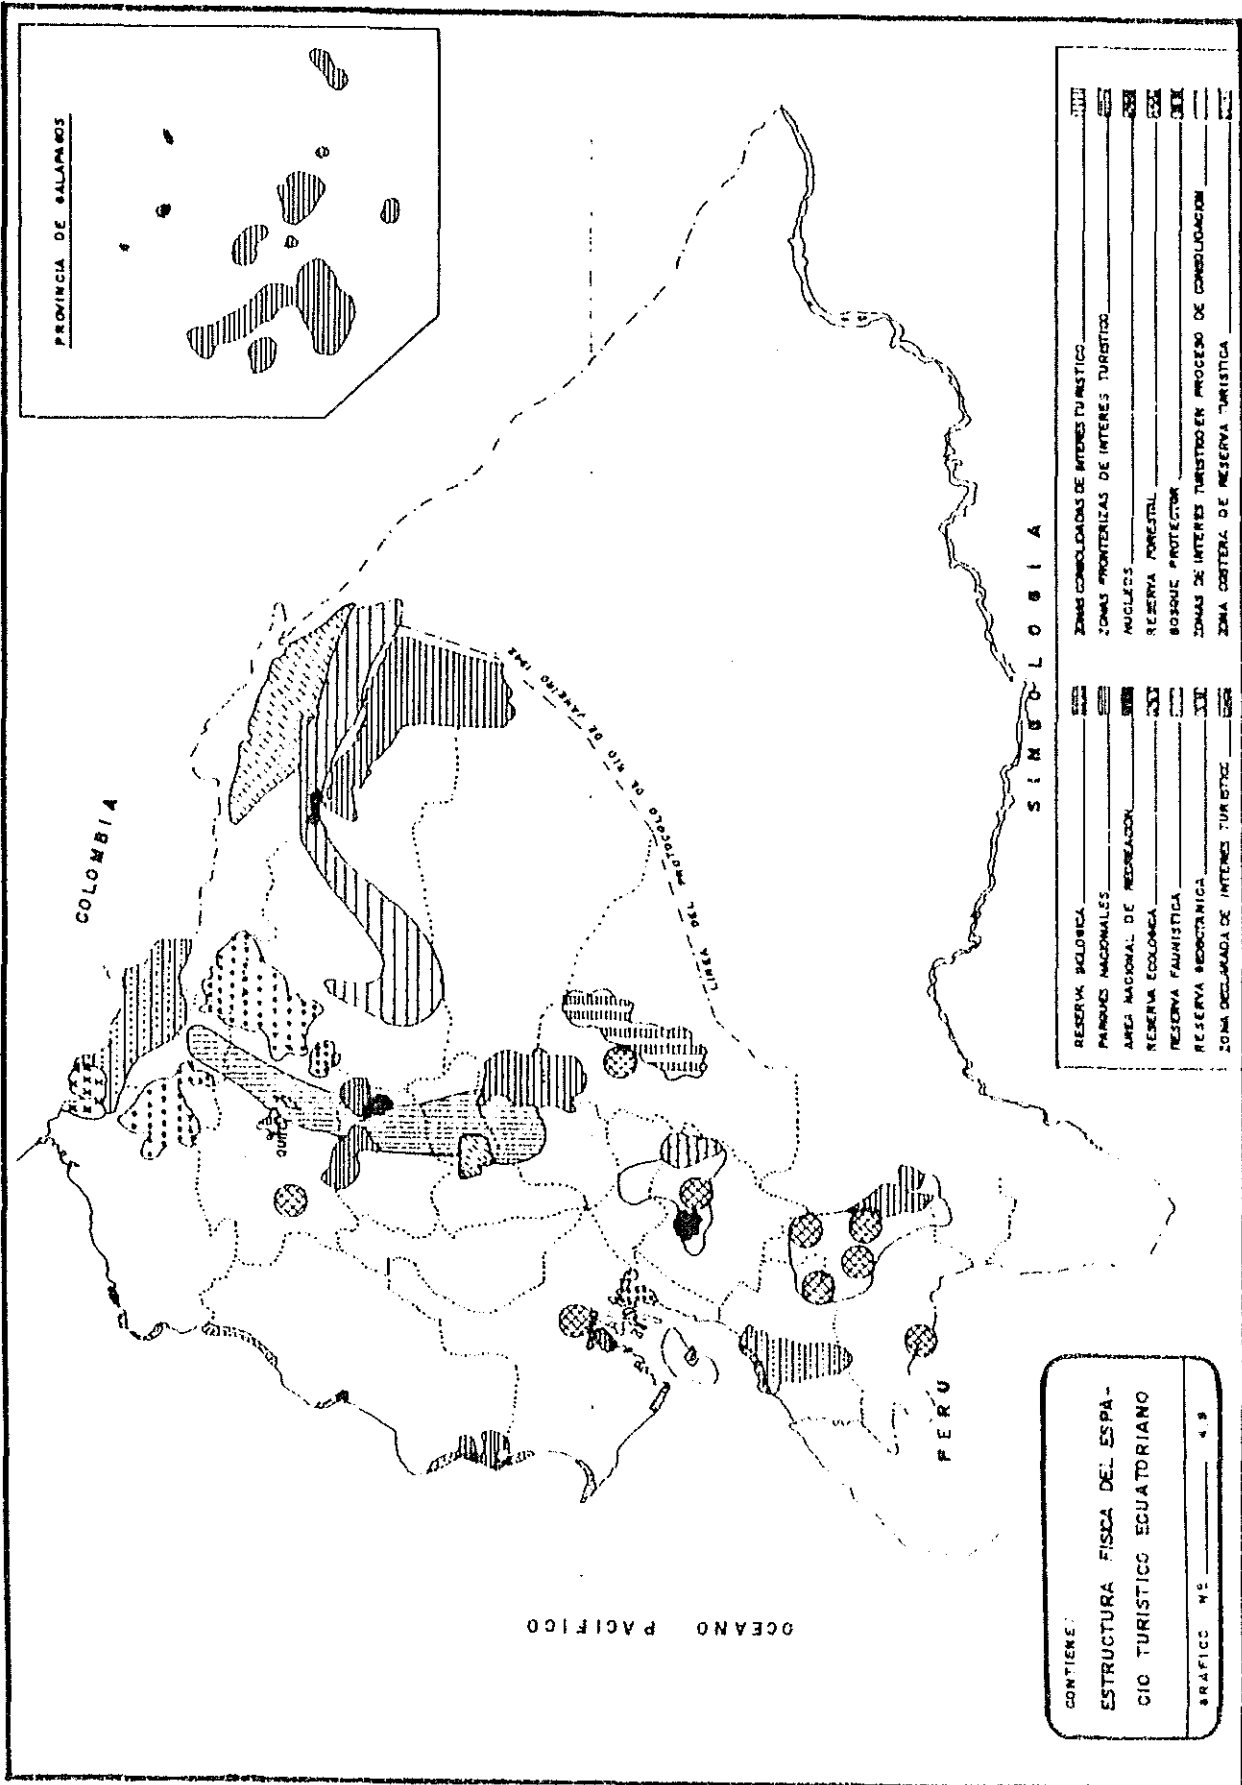 PROVINCIA DE GALAPAGOS
COLOMBIA
QUITO
LINEA DEL PROTOCOLO DE RIO DE JANEIRO 1942
PERU
OCEANO PACIFICO
SIMBOLOGIA
RESERVA BIOLOGICA
PARQUES NACIONALES
AREA NACIONAL DE RECREACION
RESERVA ECOLOGICA
RESERVA FAUNISTICA
RESERVA GEOBOTANICA
ZONA DECLARADA DE INTERES TURISTICO
ZONAS CONSOLIDADAS DE INTERES TURISTICO
ZONAS FRONTERIZAS DE INTERES TURISTICO
NUCLEOS
RESERVA FORESTAL
BOSQUE PROTECTOR
ZONAS DE INTERES TURISTICO EN PROCESO DE CONSOLIDACION
ZONA COSTERA DE RESERVA TURISTICA
CONTIENE:
ESTRUCTURA FISICA DEL ESPA-
CIO TURISTICO ECUATORIANO
GRAFICO Nº